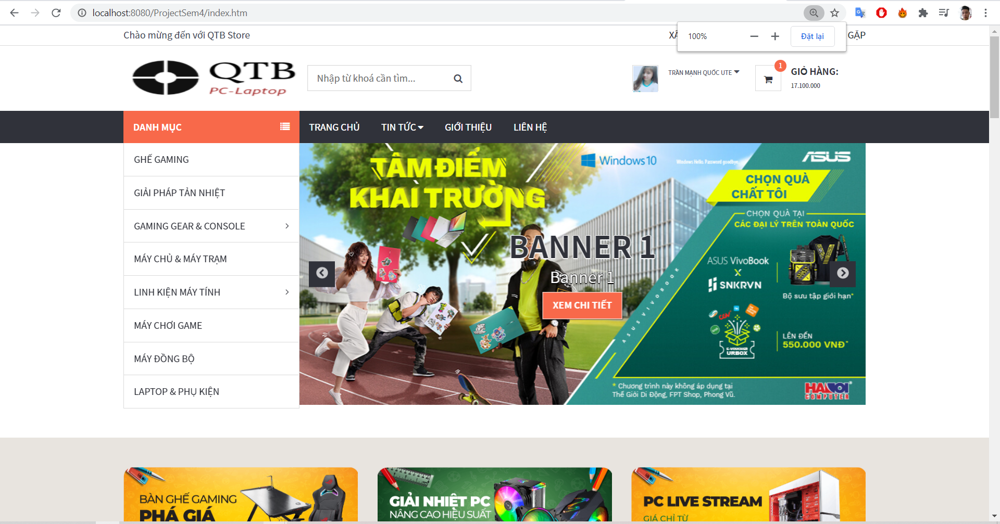 localhost:8080/ProjectSem4/index.htm
100%
Đặt lại
Chào mừng đến với QTB Store
GẶP
QTB
PC-Laptop
Nhập từ khoá cần tìm...
TRẦN MẠNH QUỐC UTE
1
GIỎ HÀNG:
17.100.000
DANH MỤC
TRANG CHỦ
TIN TỨC
GIỚI THIỆU
LIÊN HỆ
GHẾ GAMING
GIẢI PHÁP TẢN NHIỆT
GAMING GEAR & CONSOLE
MÁY CHỦ & MÁY TRẠM
LINH KIỆN MÁY TÍNH
MÁY CHƠI GAME
MÁY ĐỒNG BỘ
LAPTOP & PHỤ KIỆN
TÂM ĐIỂM
KHAI TRƯỜNG
Windows 10
Windows Hello. Password goodbye.
ASUS
CHỌN QUÀ
CHẤT TÔI
CHỌN QUÀ TẠI
CÁC ĐẠI LÝ TRÊN TOÀN QUỐC
BANNER 1
Banner 1
XEM CHI TIẾT
ASUS VIVOBOOK
ASUS VivoBook
X
SNKRVN
Bộ sưu tập giới hạn*
E-VOUCHER
URBOX
LÊN ĐẾN
550.000 VNĐ*
* Chương trình này không áp dụng tại
Thế Giới Di Động, FPT Shop, Phong Vũ.
HANOI
COMPUTER
BÀN GHẾ GAMING
PHÁ GIÁ
GIẢI NHIỆT PC
NÂNG CAO HIỆU SUẤT
PC LIVE STREAM
GIÁ CHỈ TỪ